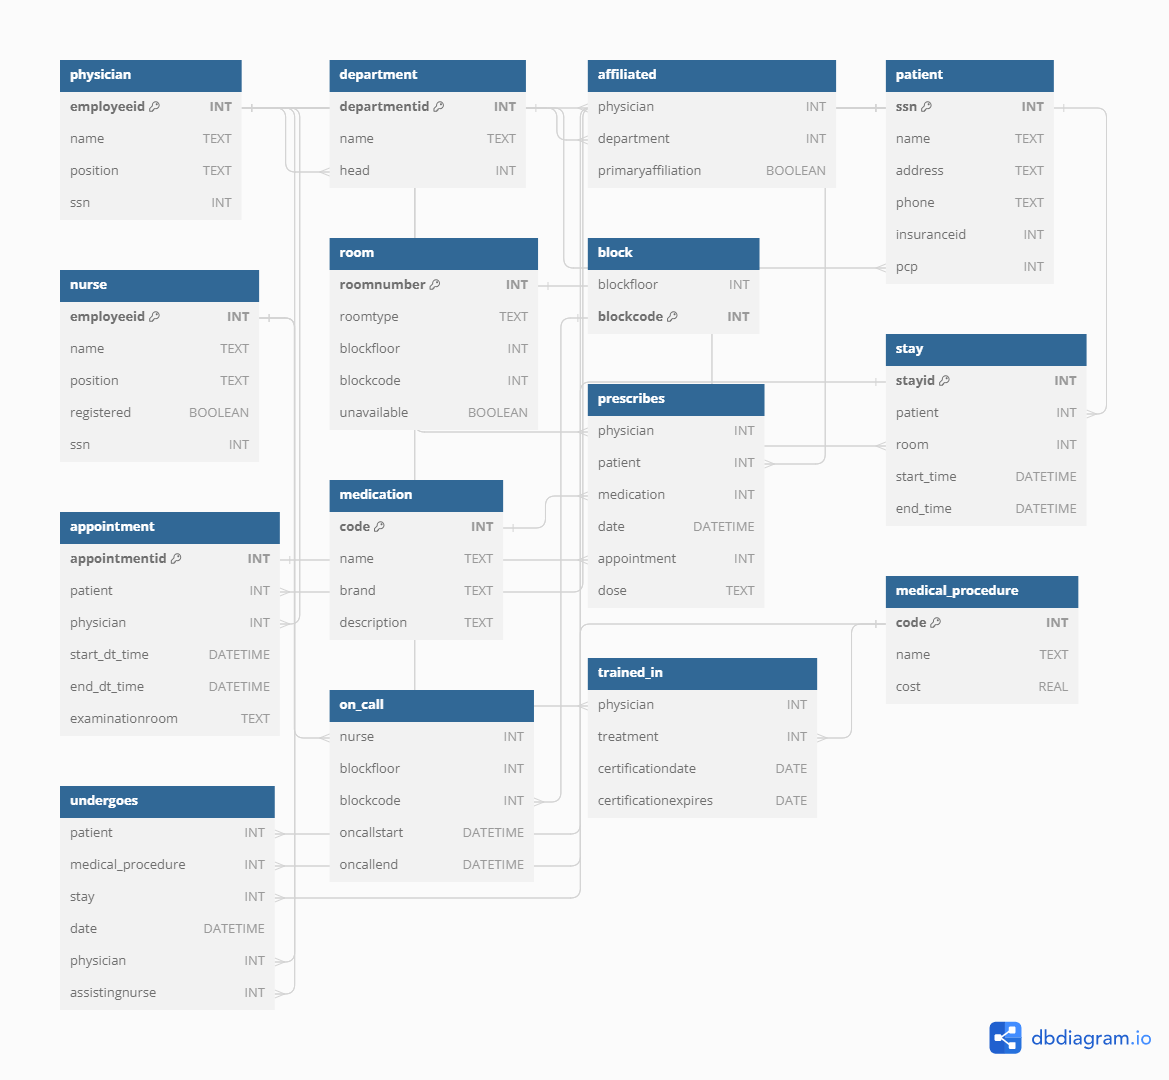 physician
employeeid INT
name TEXT
position TEXT
ssn INT
department
departmentid INT
name TEXT
head INT
affiliated
physician INT
department INT
primaryaffiliation BOOLEAN
patient
ssn INT
name TEXT
address TEXT
phone TEXT
insuranceid INT
pcp INT
nurse
employeeid INT
name TEXT
position TEXT
registered BOOLEAN
ssn INT
room
roomnumber INT
roomtype TEXT
blockfloor INT
blockcode INT
unavailable BOOLEAN
block
blockfloor INT
blockcode INT
stay
stayid INT
patient INT
room INT
start_time DATETIME
end_time DATETIME
prescribes
physician INT
patient INT
medication INT
date DATETIME
appointment INT
dose TEXT
appointment
appointmentid INT
patient INT
physician INT
start_dt_time DATETIME
end_dt_time DATETIME
examinationroom TEXT
medication
code INT
name TEXT
brand TEXT
description TEXT
medical_procedure
code INT
name TEXT
cost REAL
on_call
nurse INT
blockfloor INT
blockcode INT
oncallstart DATETIME
oncallend DATETIME
trained_in
physician INT
treatment INT
certificationdate DATE
certificationexpires DATE
undergoes
patient INT
medical_procedure INT
stay INT
date DATETIME
physician INT
assistingnurse INT
dbdiagram.io